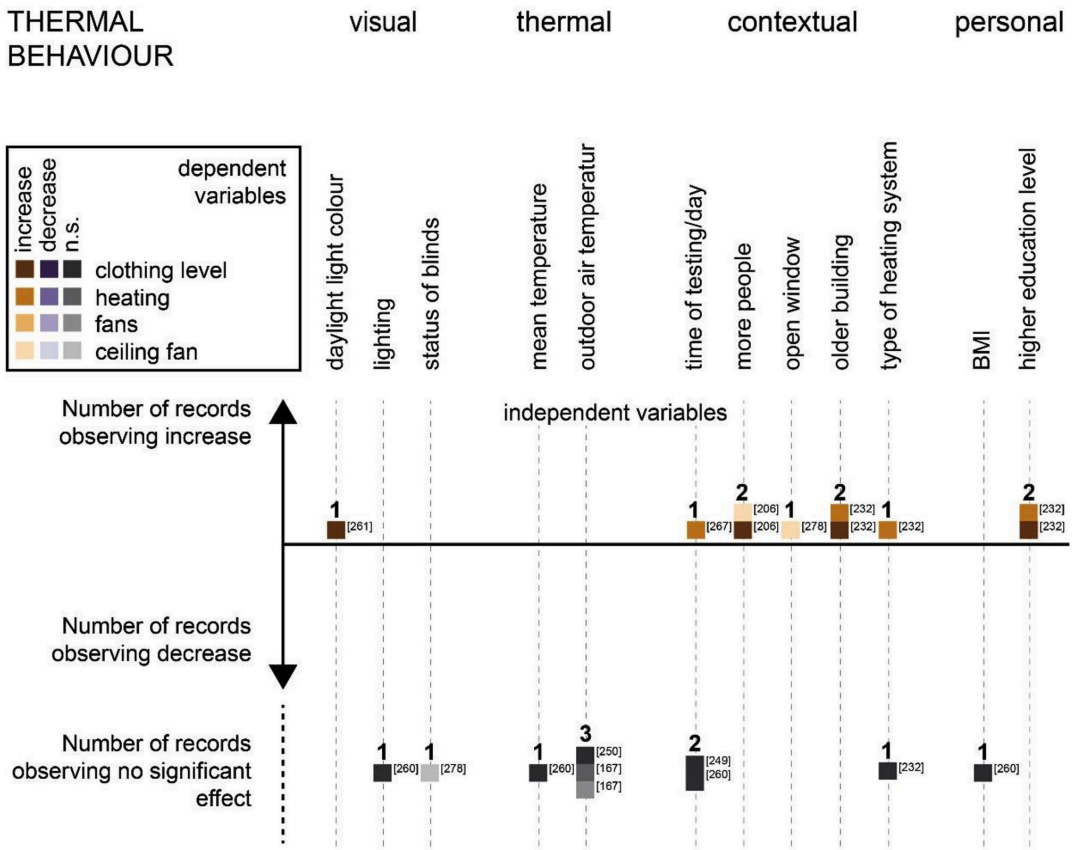 THERMAL
BEHAVIOUR
visual
thermal
contextual
personal
dependent
variables
increase
decrease
n.s.
clothing level
heating
fans
ceiling fan
daylight light colour
lighting
status of blinds
mean temperature
outdoor air temperatur
time of testing/day
more people
open window
older building
type of heating system
BMI
higher education level
Number of records
observing increase
independent variables
1
[261]
1
[267]
2
[206]
[206]
1
[278]
2
[232]
[232]
1
[232]
2
[232]
[232]
Number of records
observing decrease
Number of records
observing no significant
effect
1
[260]
1
[278]
1
[260]
3
[250]
[167]
[167]
2
[249]
[260]
1
[232]
1
[260]